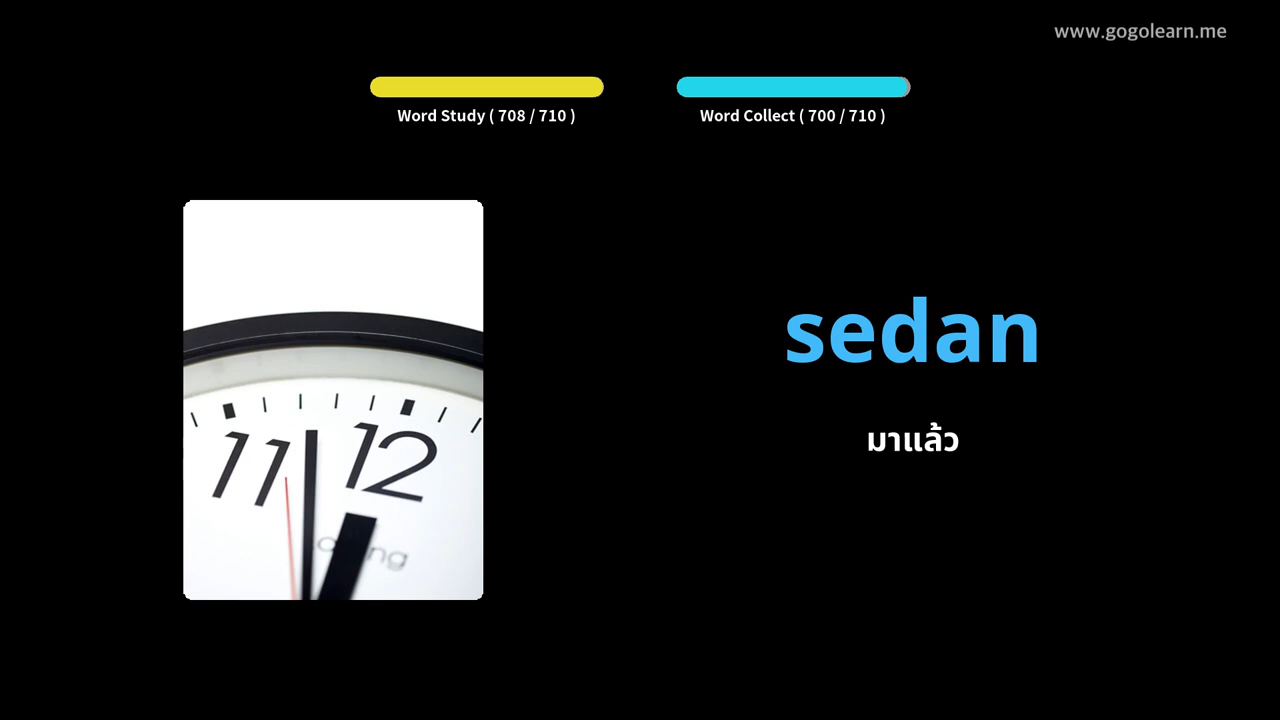 www.gogolearn.me
Word Study ( 708 / 710 )
Word Collect ( 700 / 710 )
sedan
มาแล้ว
11
12